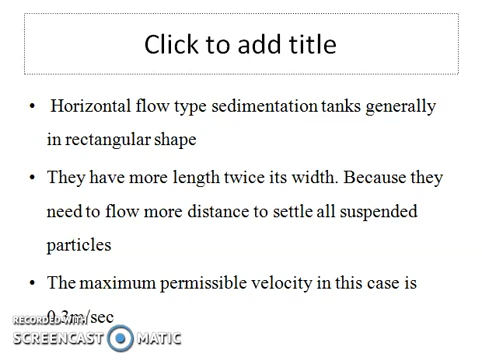 Click to add title
• Horizontal flow type sedimentation tanks generally
in rectangular shape
• They have more length twice its width. Because they
need to flow more distance to settle all suspended
particles
• The maximum permissible velocity in this case is
0.3m/sec
RECORDED WITH
SCREENCAST-O-MATIC